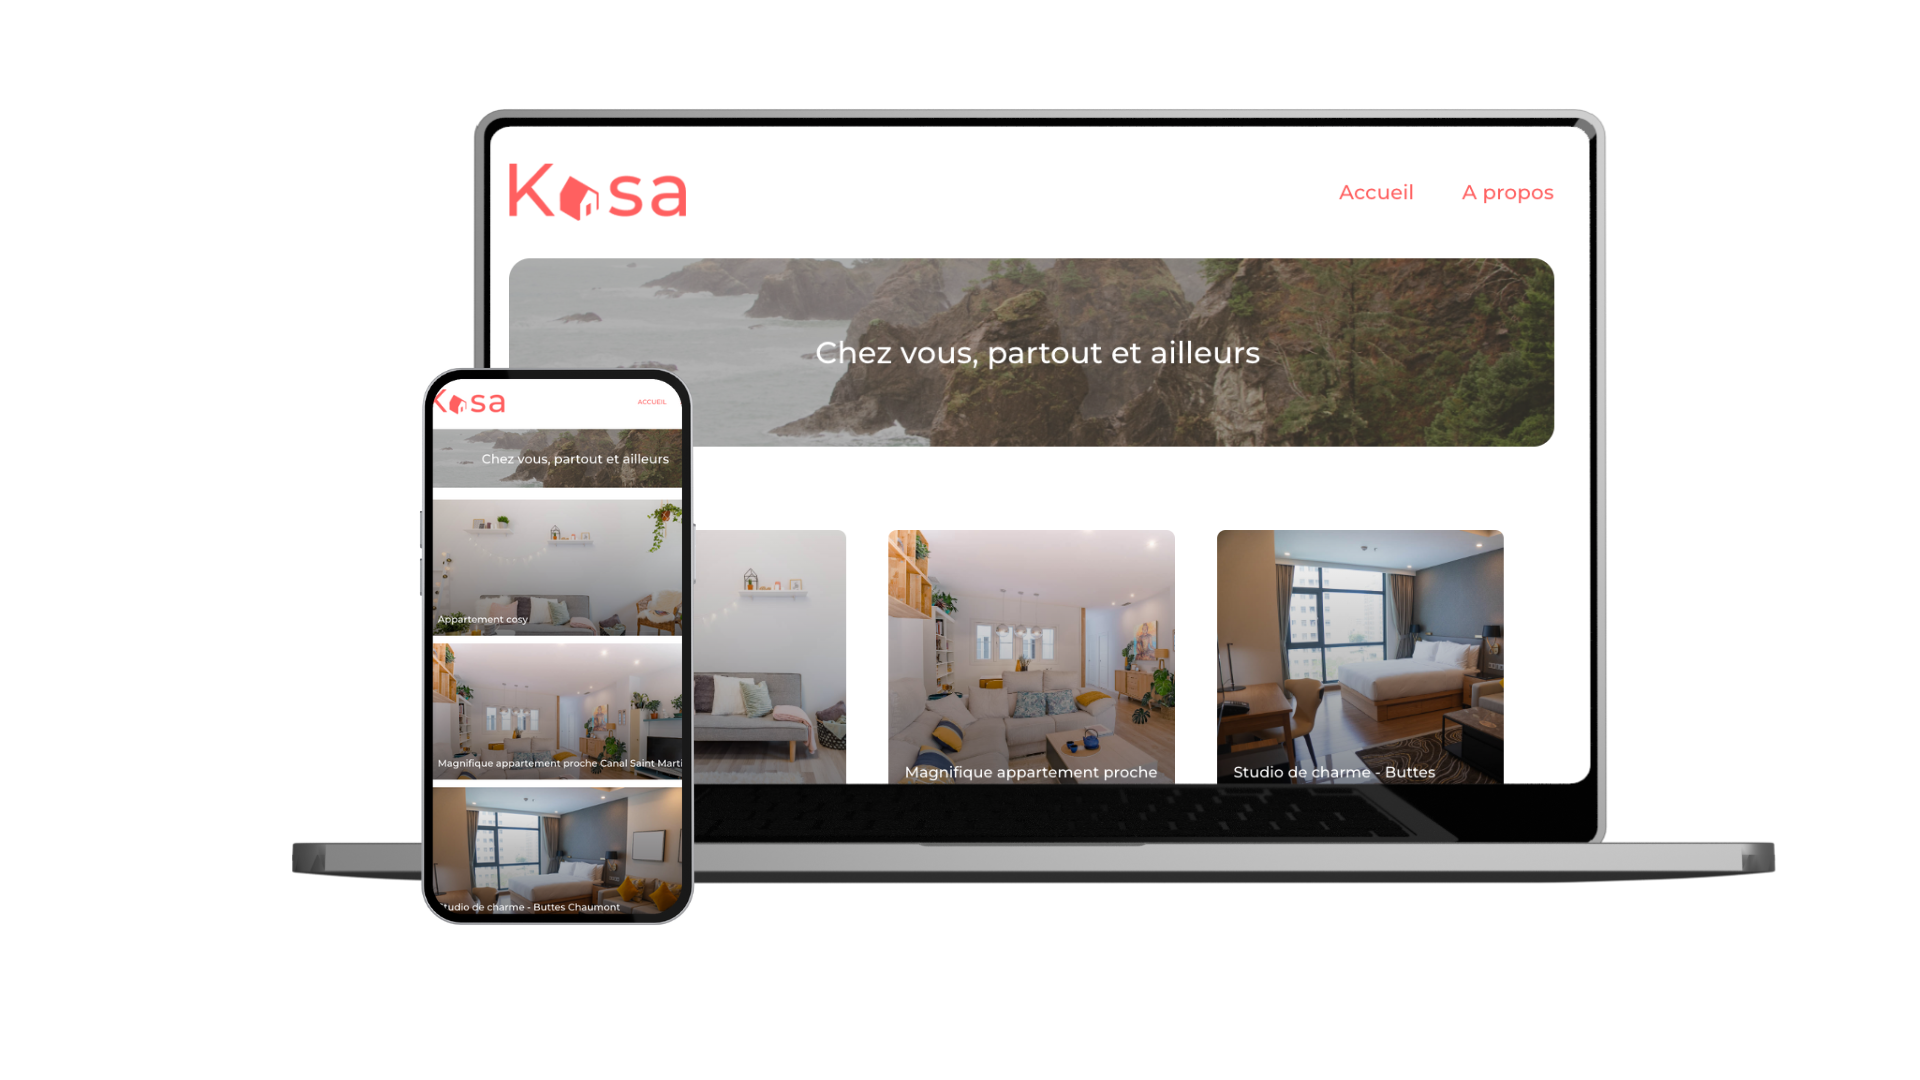 Kasa
Accueil
A propos
Chez vous, partout et ailleurs
Magnifique appartement proche
Studio de charme - Buttes
Kasa
ACCUEIL
Chez vous, partout et ailleurs
Appartement cosy
Magnifique appartement proche Canal Saint Marti
Studio de charme - Buttes Chaumont